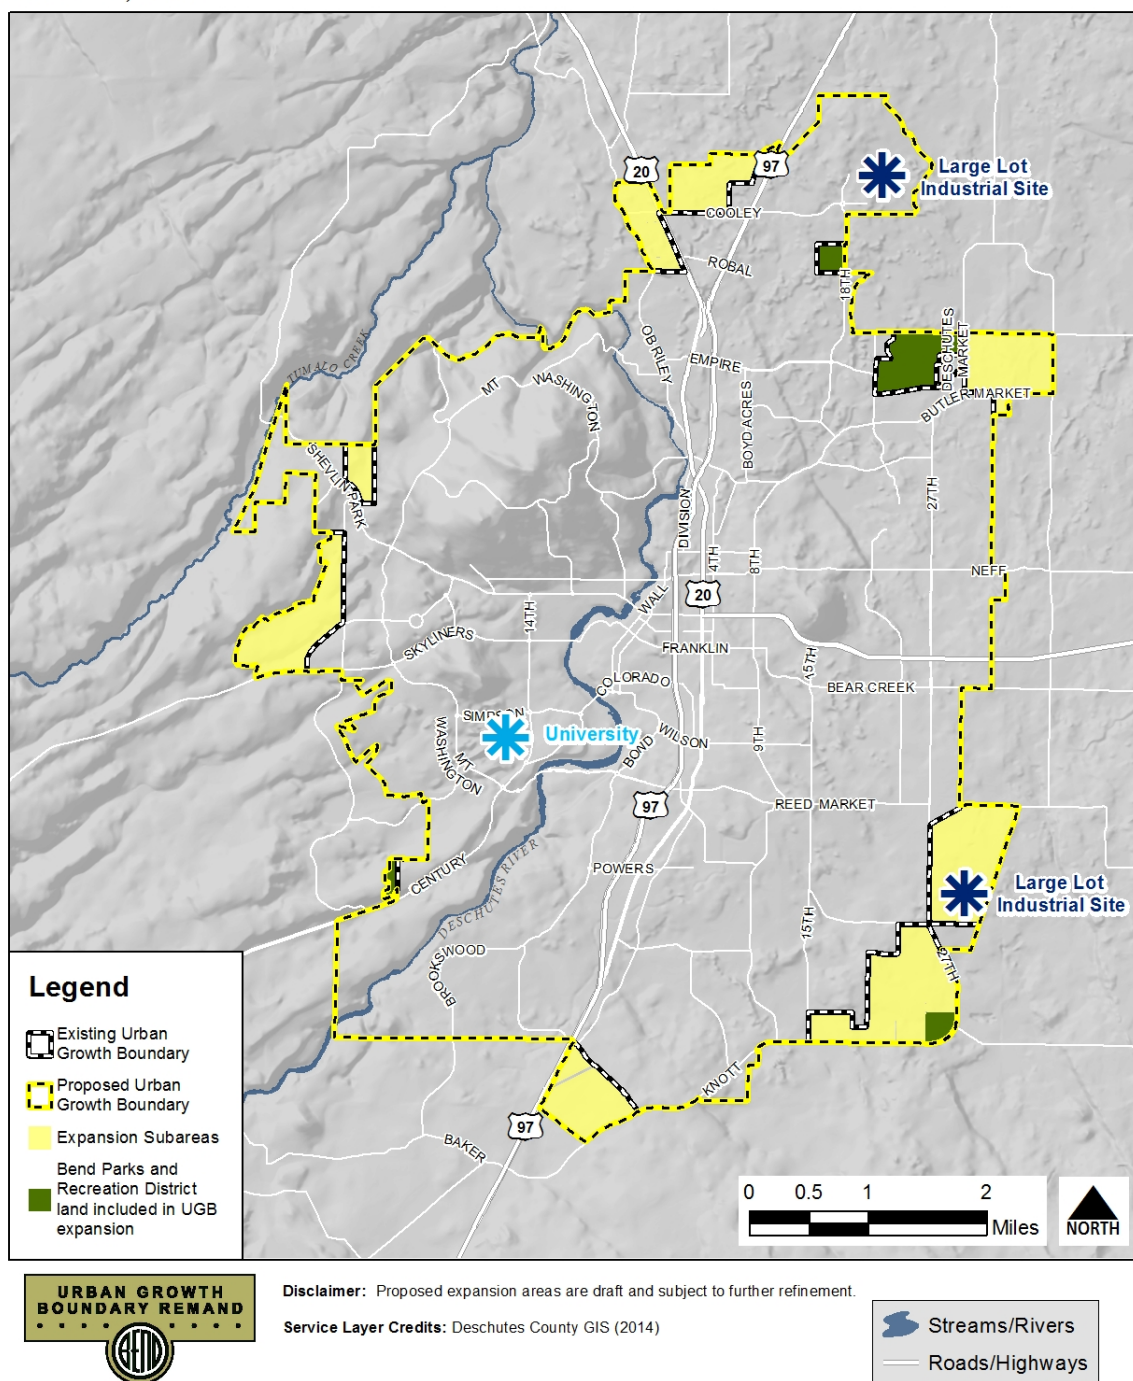 20
97
Large Lot
Industrial Site
COOLEY
ROBAL
18TH
TUMALO CREEK
OB RILEY
EMPIRE
DESCHUTES
MARKET
MT
WASHINGTON
BUTLER MARKET
BOYD ACRES
SHEVLIN PARK
27TH
DIVISION
4TH
8TH
NEFF
20
WALL
14TH
SKYLINERS
FRANKLIN
15TH
COLORADO
BEAR CREEK
SIMPSON
University
WILSON
9TH
BOND
MT
WASHINGTON
97
REED MARKET
DESCHUTES RIVER
CENTURY
POWERS
Large Lot
Industrial Site
15TH
BROOKSWOOD
27TH
KNOTT
97
BAKER
Legend
Existing Urban
Growth Boundary
Proposed Urban
Growth Boundary
Expansion Subareas
Bend Parks and
Recreation District
land included in UGB
expansion
0 0.5 1 2
Miles
NORTH
URBAN GROWTH
BOUNDARY REMAND
BEND
Disclaimer: Proposed expansion areas are draft and subject to further refinement.
Service Layer Credits: Deschutes County GIS (2014)
Streams/Rivers
Roads/Highways